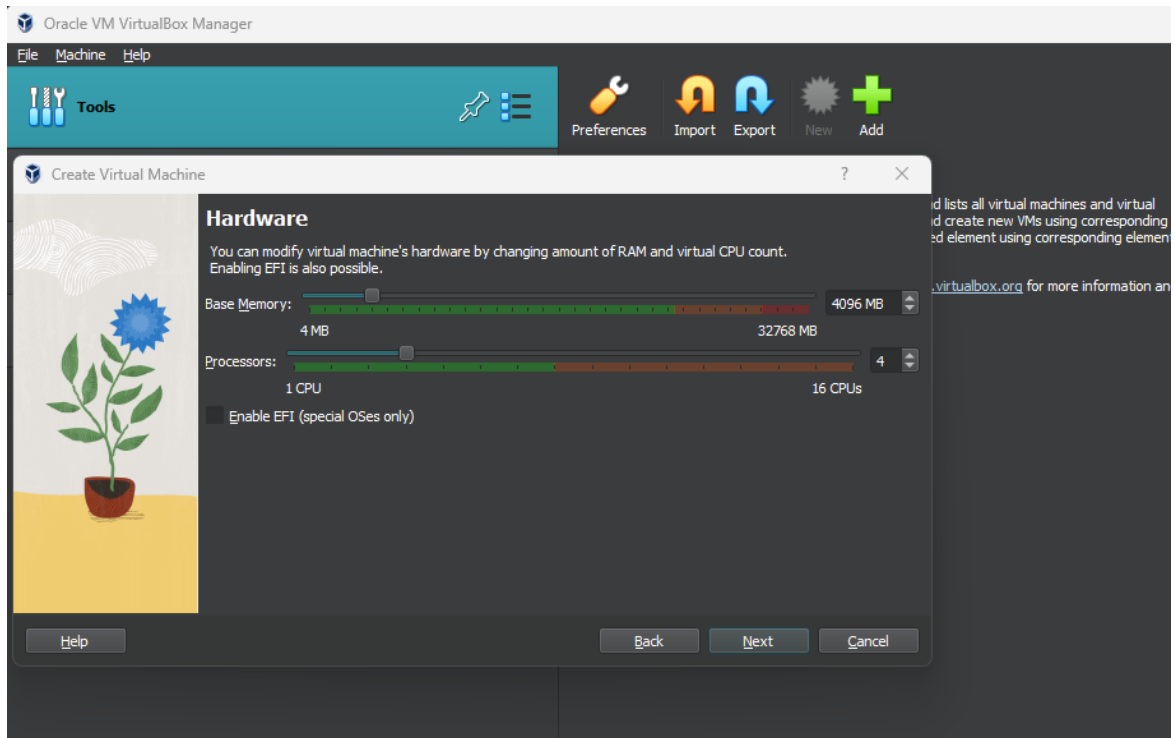 Oracle VM VirtualBox Manager
File Machine Help
Tools
Preferences Import Export New Add
Create Virtual Machine ?
Hardware
You can modify virtual machine's hardware by changing amount of RAM and virtual CPU count.
Enabling EFI is also possible.
Base Memory: 4096 MB
4 MB 32768 MB
Processors: 4
1 CPU 16 CPUs
Enable EFI (special OSes only)
Help Back Next Cancel
d lists all virtual machines and virtual
d create new VMs using corresponding
ed element using corresponding elemen
.virtualbox.org for more information an